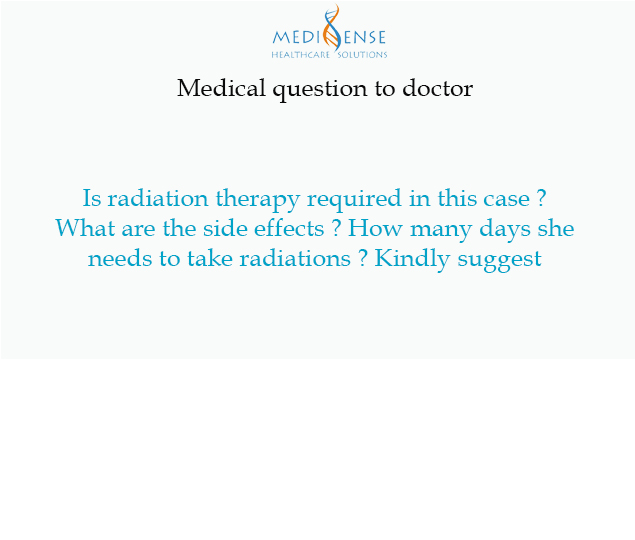 MEDISENSE
HEALTHCARE SOLUTIONS
Medical question to doctor
Is radiation therapy required in this case ?
What are the side effects ? How many days she
needs to take radiations ? Kindly suggest